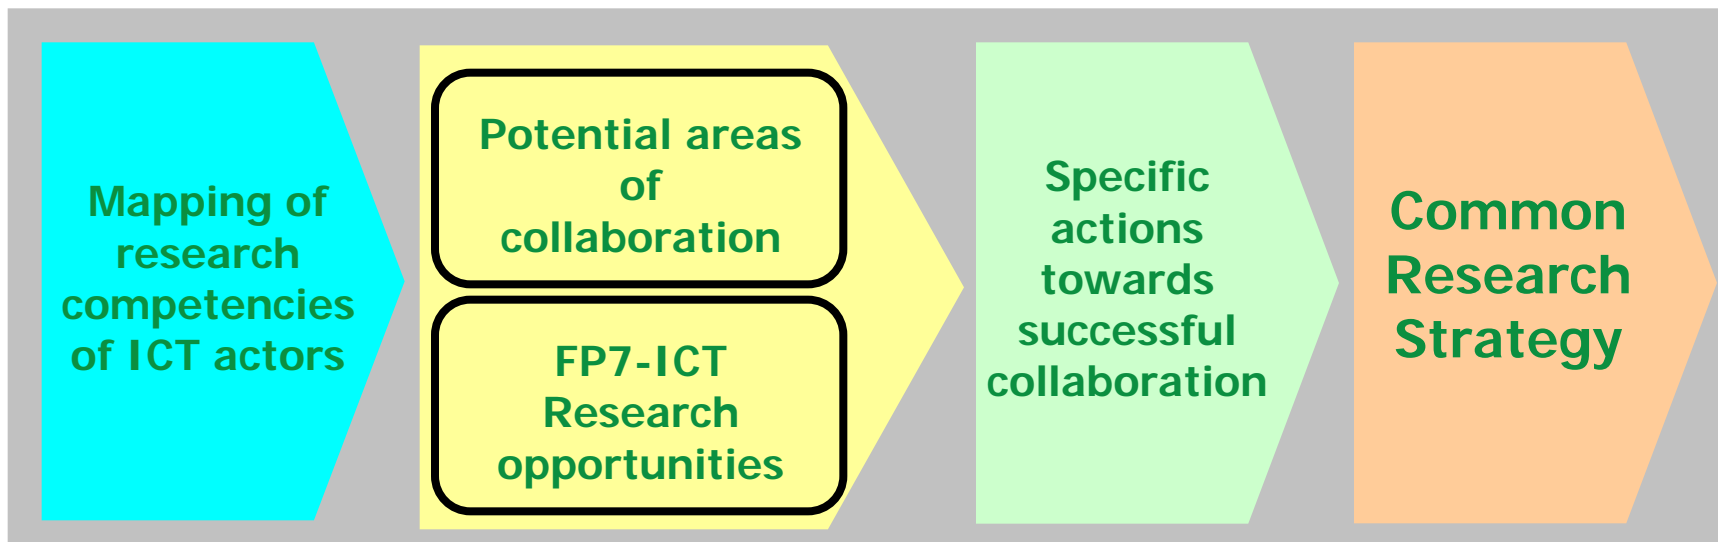 Mapping of
research
competencies
of ICT actors
Potential areas
of
collaboration
FP7-ICT
Research
opportunities
Specific
actions
towards
successful
collaboration
Common
Research
Strategy